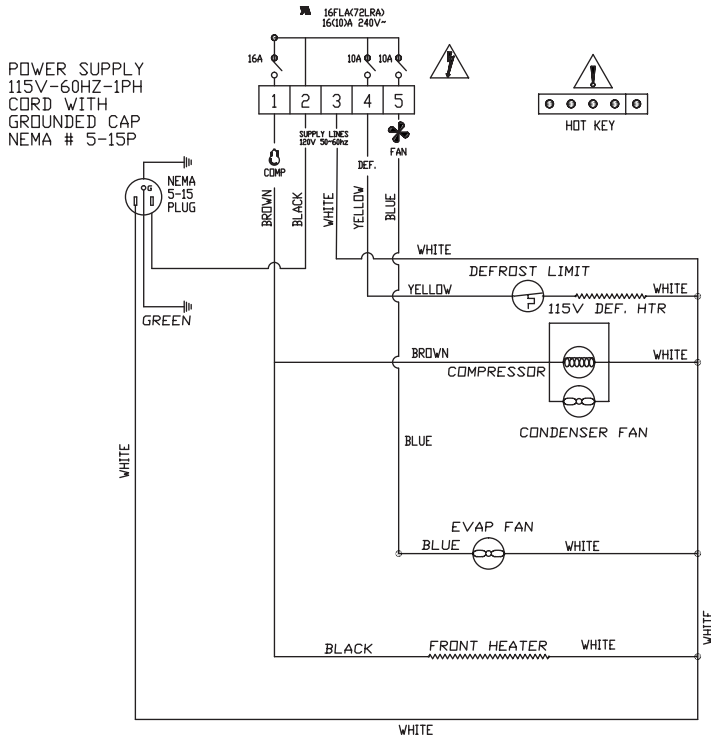 16FLA(72LRA)
16(10)A 240V~
16A
10A
10A
POWER SUPPLY
115V-60HZ-1PH
CORD WITH
GROUNDED CAP
NEMA # 5-15P
1 2 3 4 5
HOT KEY
SUPPLY LINES
120V 50-60hz
COMP
DEF.
FAN
G
NEMA
5-15
PLUG
BROWN
BLACK
WHITE
YELLOW
BLUE
WHITE
DEFROST LIMIT
YELLOW
WHITE
115V DEF. HTR
GREEN
BROWN
WHITE
COMPRESSOR
CONDENSER FAN
BLUE
WHITE
EVAP FAN
BLUE
WHITE
WHITE
BLACK
FRONT HEATER
WHITE
WHITE